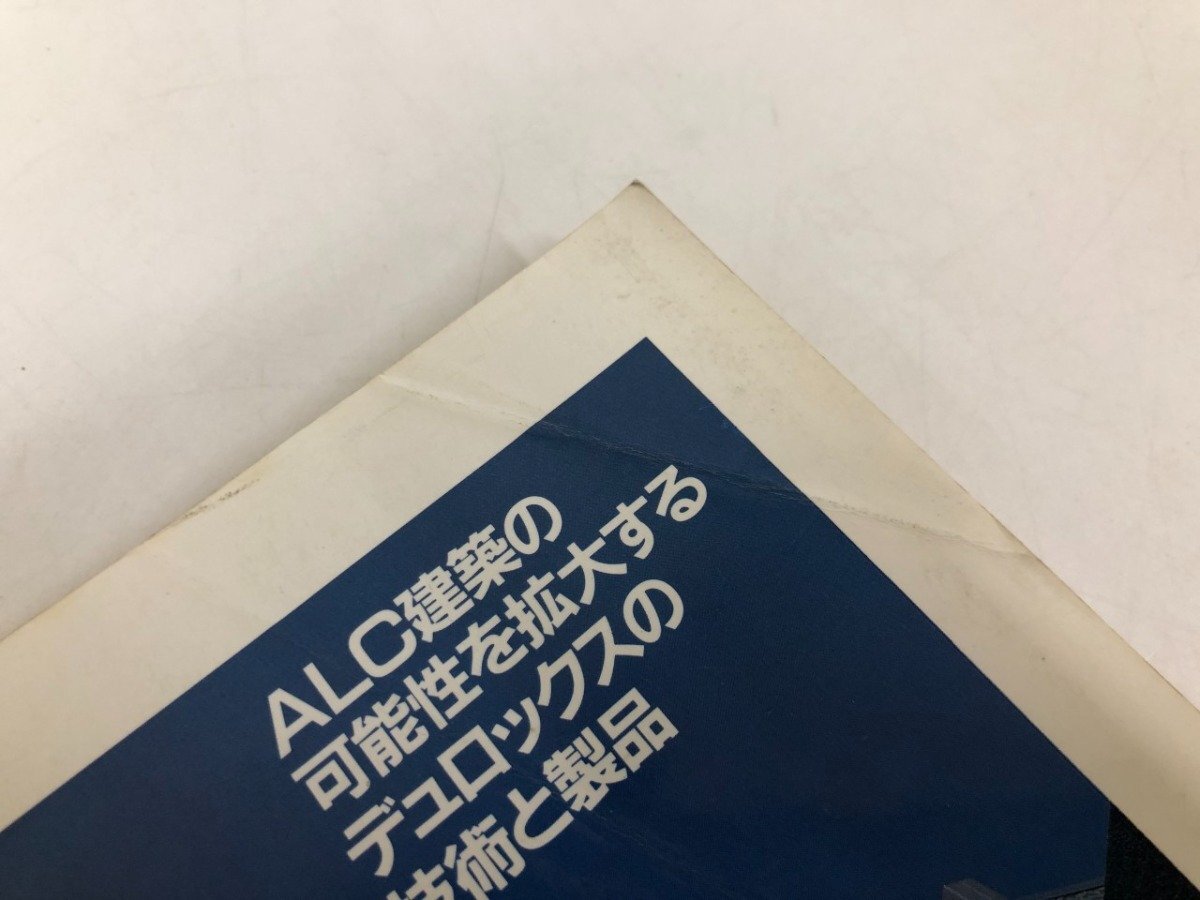 ALC建築の
可能性を拡大する
デュロックスの
技術と製品